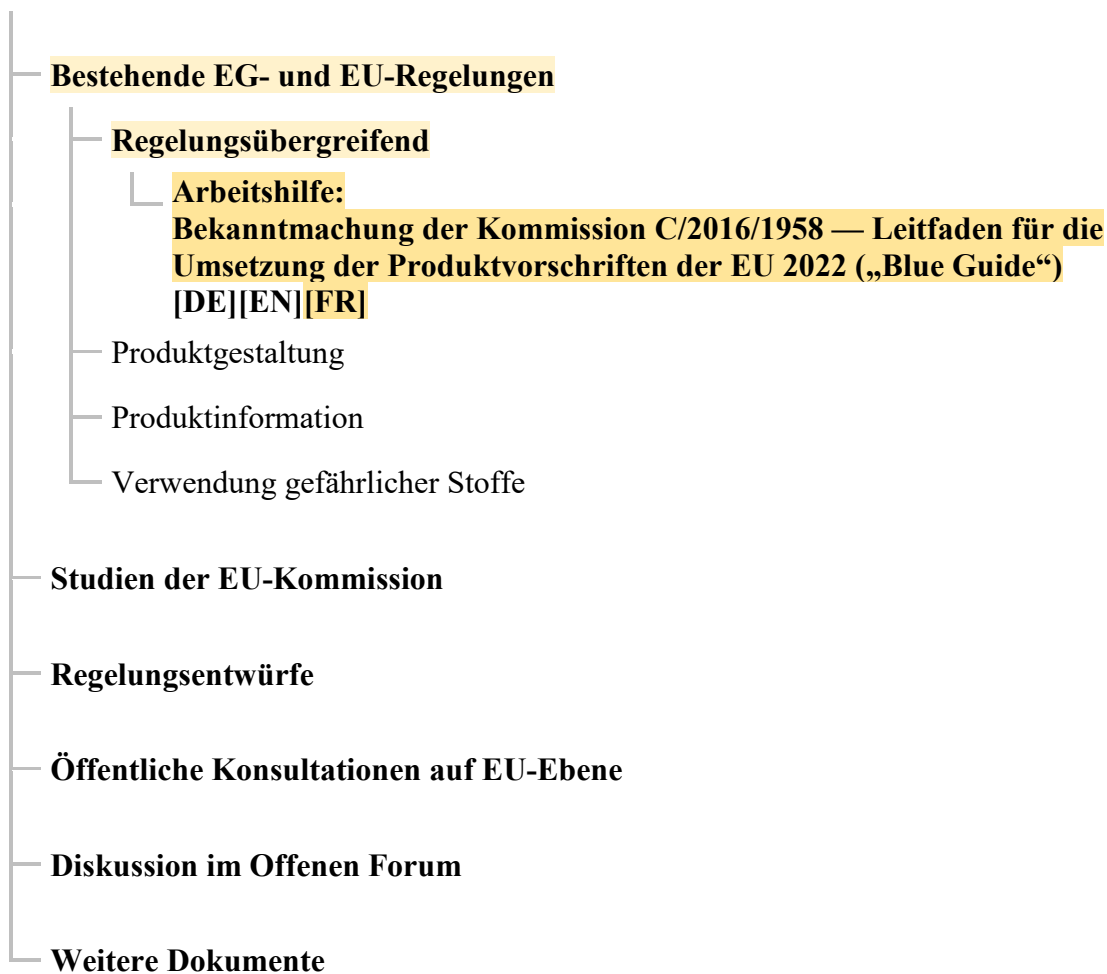 Bestehende EG- und EU-Regelungen
Regelungsübergreifend
Arbeitshilfe:
Bekanntmachung der Kommission C/2016/1958 — Leitfaden für die
Umsetzung der Produktvorschriften der EU 2022 („Blue Guide“)
[DE][EN][FR]
Produktgestaltung
Produktinformation
Verwendung gefährlicher Stoffe
Studien der EU-Kommission
Regelungsentwürfe
Öffentliche Konsultationen auf EU-Ebene
Diskussion im Offenen Forum
Weitere Dokumente